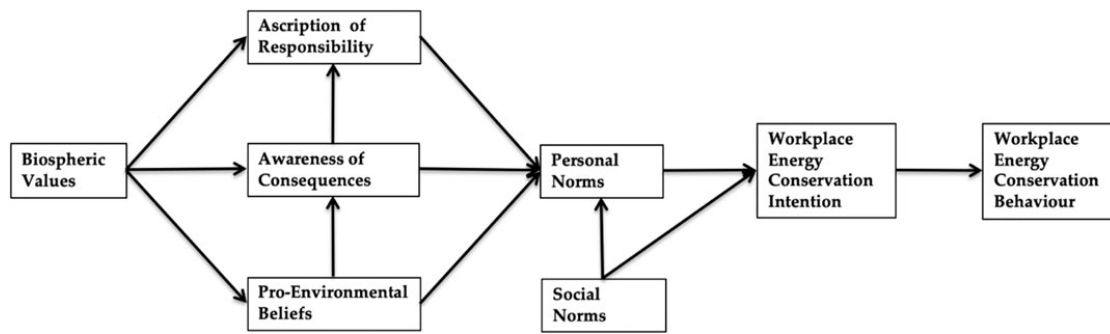 Ascription of
Responsibility
Biospheric
Values
Awareness of
Consequences
Personal
Norms
Workplace
Energy
Conservation
Intention
Workplace
Energy
Conservation
Behaviour
Pro-Environmental
Beliefs
Social
Norms